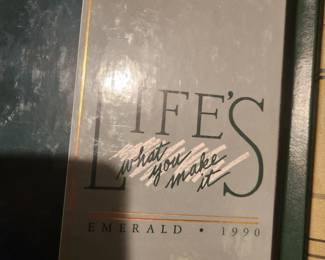 LIFE'S
what
you
make
it
EMERALD • 1990